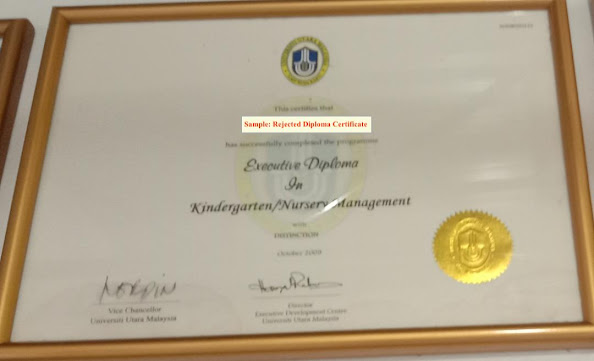 This certifies that
Sample: Rejected Diploma Certificate
has successfully completed the programme
Executive Diploma
In
Kindergarten/Nursery Management
with
DISTINCTION
October 2009
Vice Chancellor
Universiti Utara Malaysia
Director
Executive Development Centre
Universiti Utara Malaysia